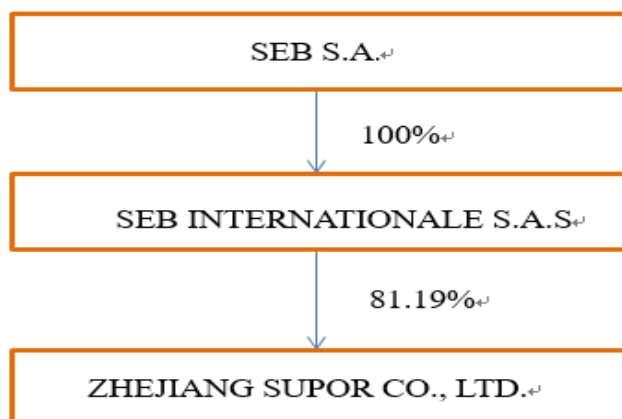 SEB S.A.
100%
SEB INTERNATIONALE S.A.S
81.19%
ZHEJIANG SUPOR CO., LTD.